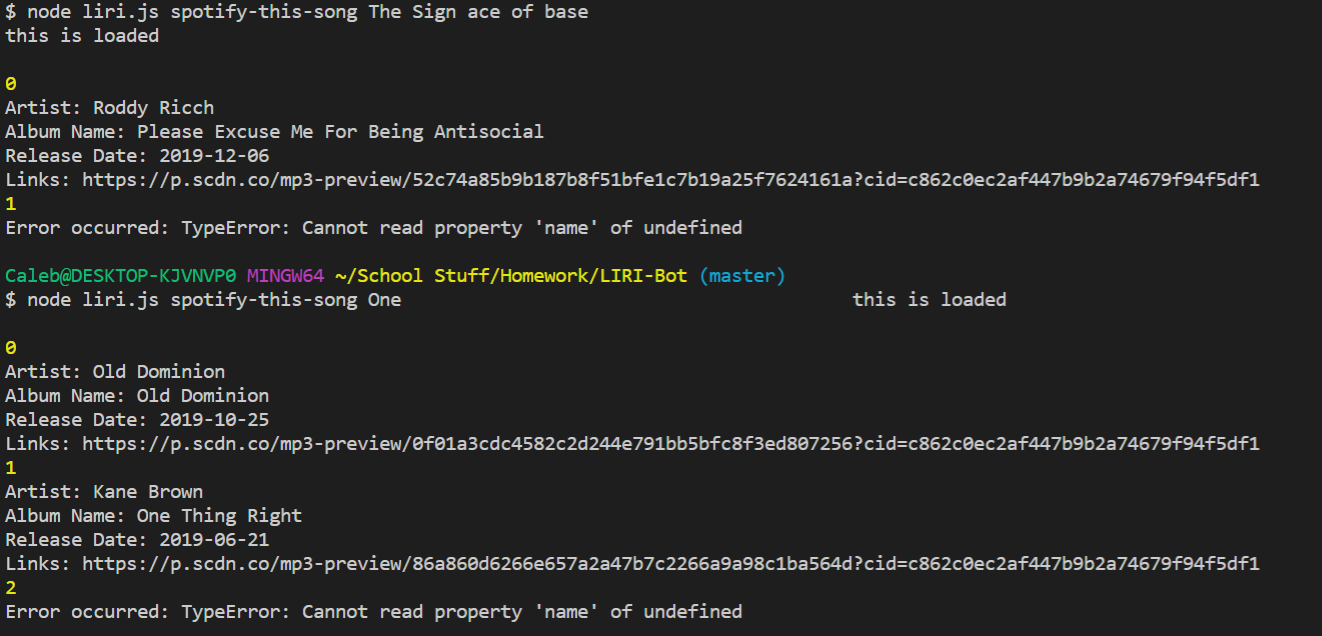 $ node liri.js spotify-this-song The Sign ace of base
this is loaded
0
Artist: Roddy Ricch
Album Name: Please Excuse Me For Being Antisocial
Release Date: 2019-12-06
Links: https://p.scdn.co/mp3-preview/52c74a85b9b187b8f51bfe1c7b19a25f7624161a?cid=c862c0ec2af447b9b2a74679f94f5df1
1
Error occurred: TypeError: Cannot read property 'name' of undefined
Caleb@DESKTOP-KJVNVP0 MINGW64 ~/School Stuff/Homework/LIRI-Bot (master)
$ node liri.js spotify-this-song One this is loaded
0
Artist: Old Dominion
Album Name: Old Dominion
Release Date: 2019-10-25
Links: https://p.scdn.co/mp3-preview/0f01a3cdc4582c2d244e791bb5bfc8f3ed807256?cid=c862c0ec2af447b9b2a74679f94f5df1
1
Artist: Kane Brown
Album Name: One Thing Right
Release Date: 2019-06-21
Links: https://p.scdn.co/mp3-preview/86a860d6266e657a2a47b7c2266a9a98c1ba564d?cid=c862c0ec2af447b9b2a74679f94f5df1
2
Error occurred: TypeError: Cannot read property 'name' of undefined